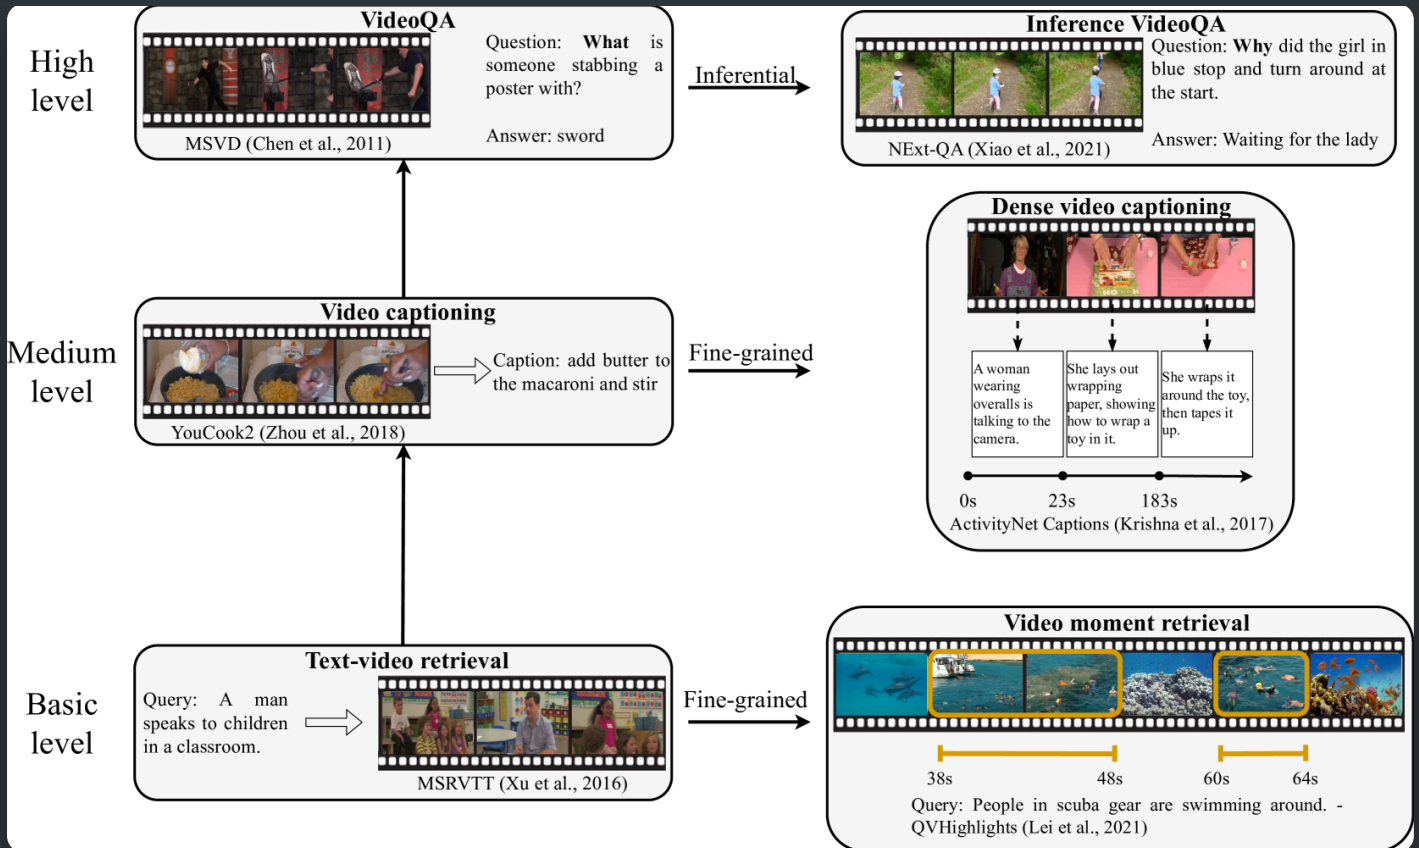 High
level
VideoQA
Question: What is
someone stabbing a
poster with?
Answer: sword
MSVD (Chen et al., 2011)
Inferential
Inference VideoQA
Question: Why did the girl in
blue stop and turn around at
the start.
Answer: Waiting for the lady
NExt-QA (Xiao et al., 2021)
Medium
level
Video captioning
Caption: add butter to
the macaroni and stir
YouCook2 (Zhou et al., 2018)
Fine-grained
Dense video captioning
A woman
wearing
overalls is
talking to the
camera.
She lays out
wrapping
paper, showing
how to wrap a
toy in it.
She wraps it
around the toy,
then tapes it
up.
0s
23s
183s
ActivityNet Captions (Krishna et al., 2017)
Basic
level
Text-video retrieval
Query: A man
speaks to children
in a classroom.
MSRVTT (Xu et al., 2016)
Fine-grained
Video moment retrieval
38s
48s
60s
64s
Query: People in scuba gear are swimming around. -
QVHighlights (Lei et al., 2021)